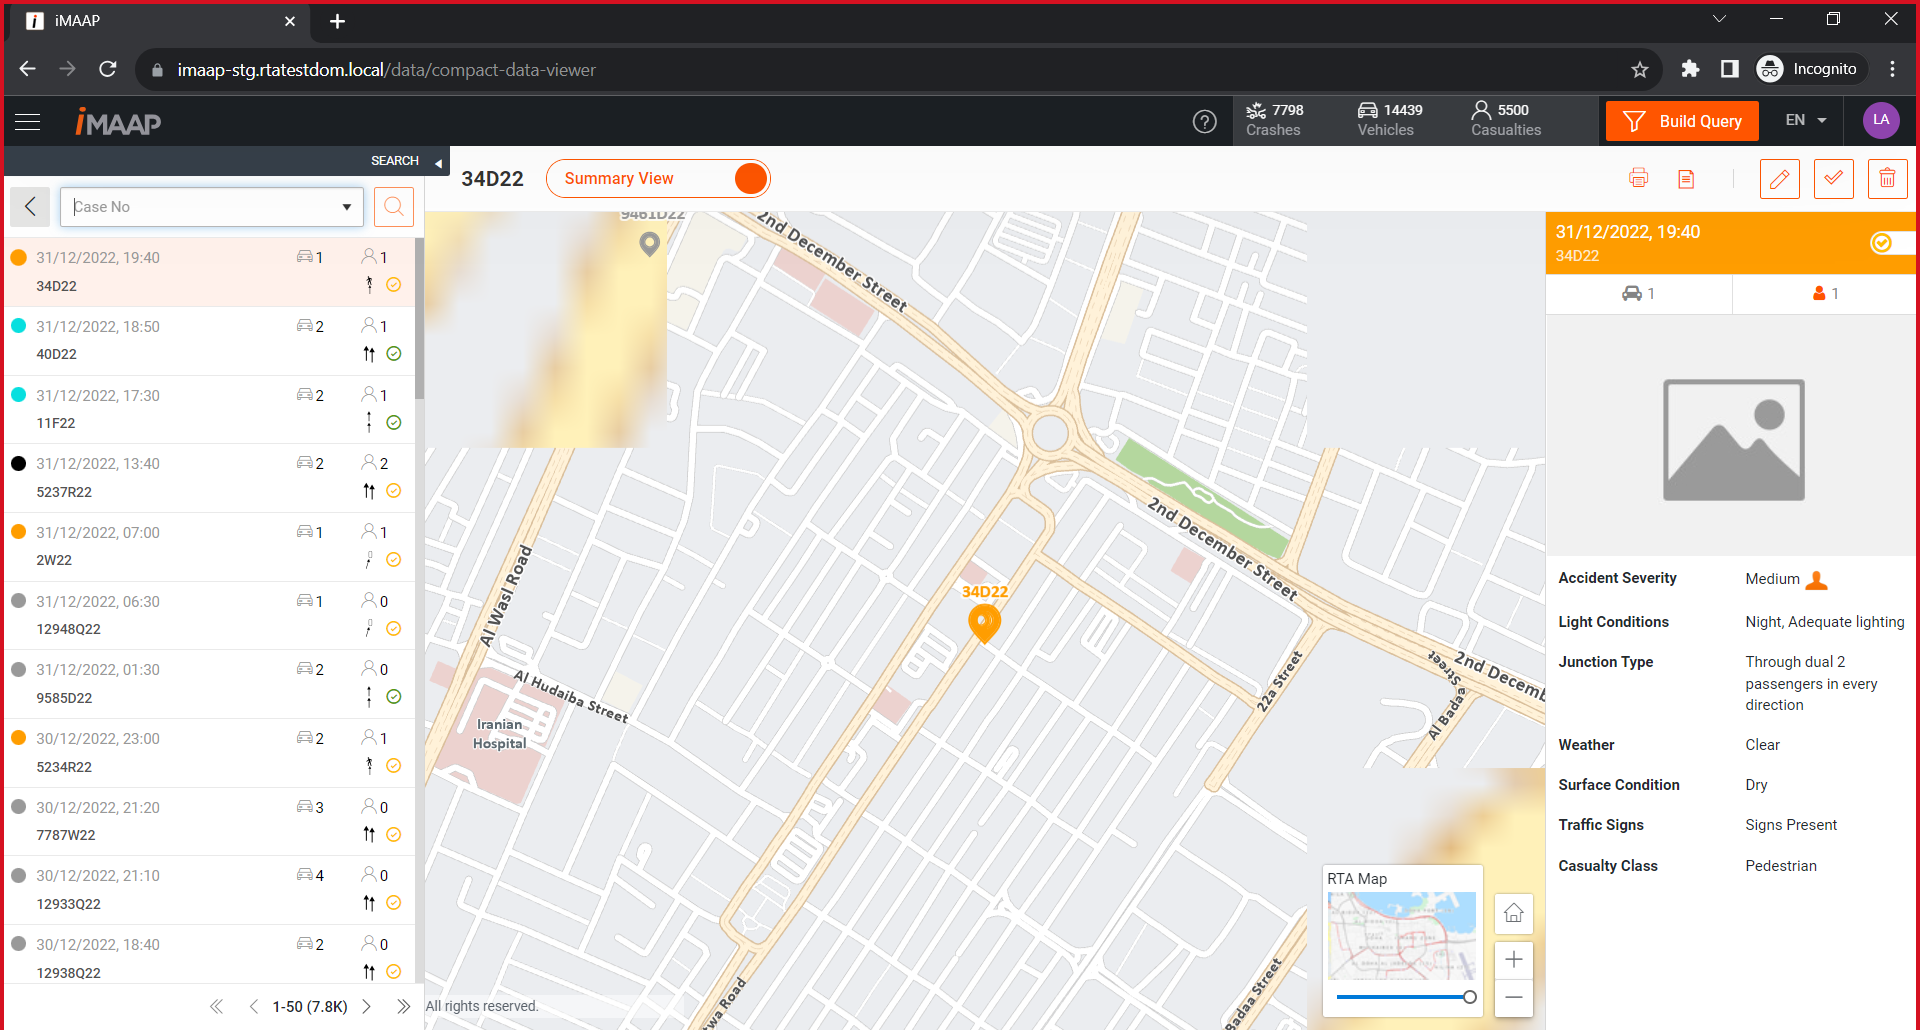 iMAAP
imaap-stg.rtatestdom.local/data/compact-data-viewer
Incognito
iMAAP
7798
Crashes
14439
Vehicles
5500
Casualties
Build Query
EN
LA
SEARCH
Case No
34D22
Summary View
31/12/2022, 19:40 1 1
34D22
31/12/2022, 18:50 2 1
40D22
31/12/2022, 17:30 2 1
11F22
31/12/2022, 13:40 2 2
5237R22
31/12/2022, 07:00 1 1
2W22
31/12/2022, 06:30 1 0
12948Q22
31/12/2022, 01:30 2 0
9585D22
30/12/2022, 23:00 2 1
5234R22
30/12/2022, 21:20 3 0
7787W22
30/12/2022, 21:10 4 0
12933Q22
30/12/2022, 18:40 2 0
12938Q22
1-50 (7.8K)
9461D22
2nd December Street
2nd December Street
2nd Decemb
Al Wasl Road
34D22
Al Hudaiba Street
Iranian
Hospital
22a Street
Al Badaa
Street
twa Road
Badaa Street
All rights reserved.
RTA Map
31/12/2022, 19:40
34D22
1
1
Accident Severity Medium
Light Conditions Night, Adequate lighting
Junction Type Through dual 2
passengers in every
direction
Weather Clear
Surface Condition Dry
Traffic Signs Signs Present
Casualty Class Pedestrian